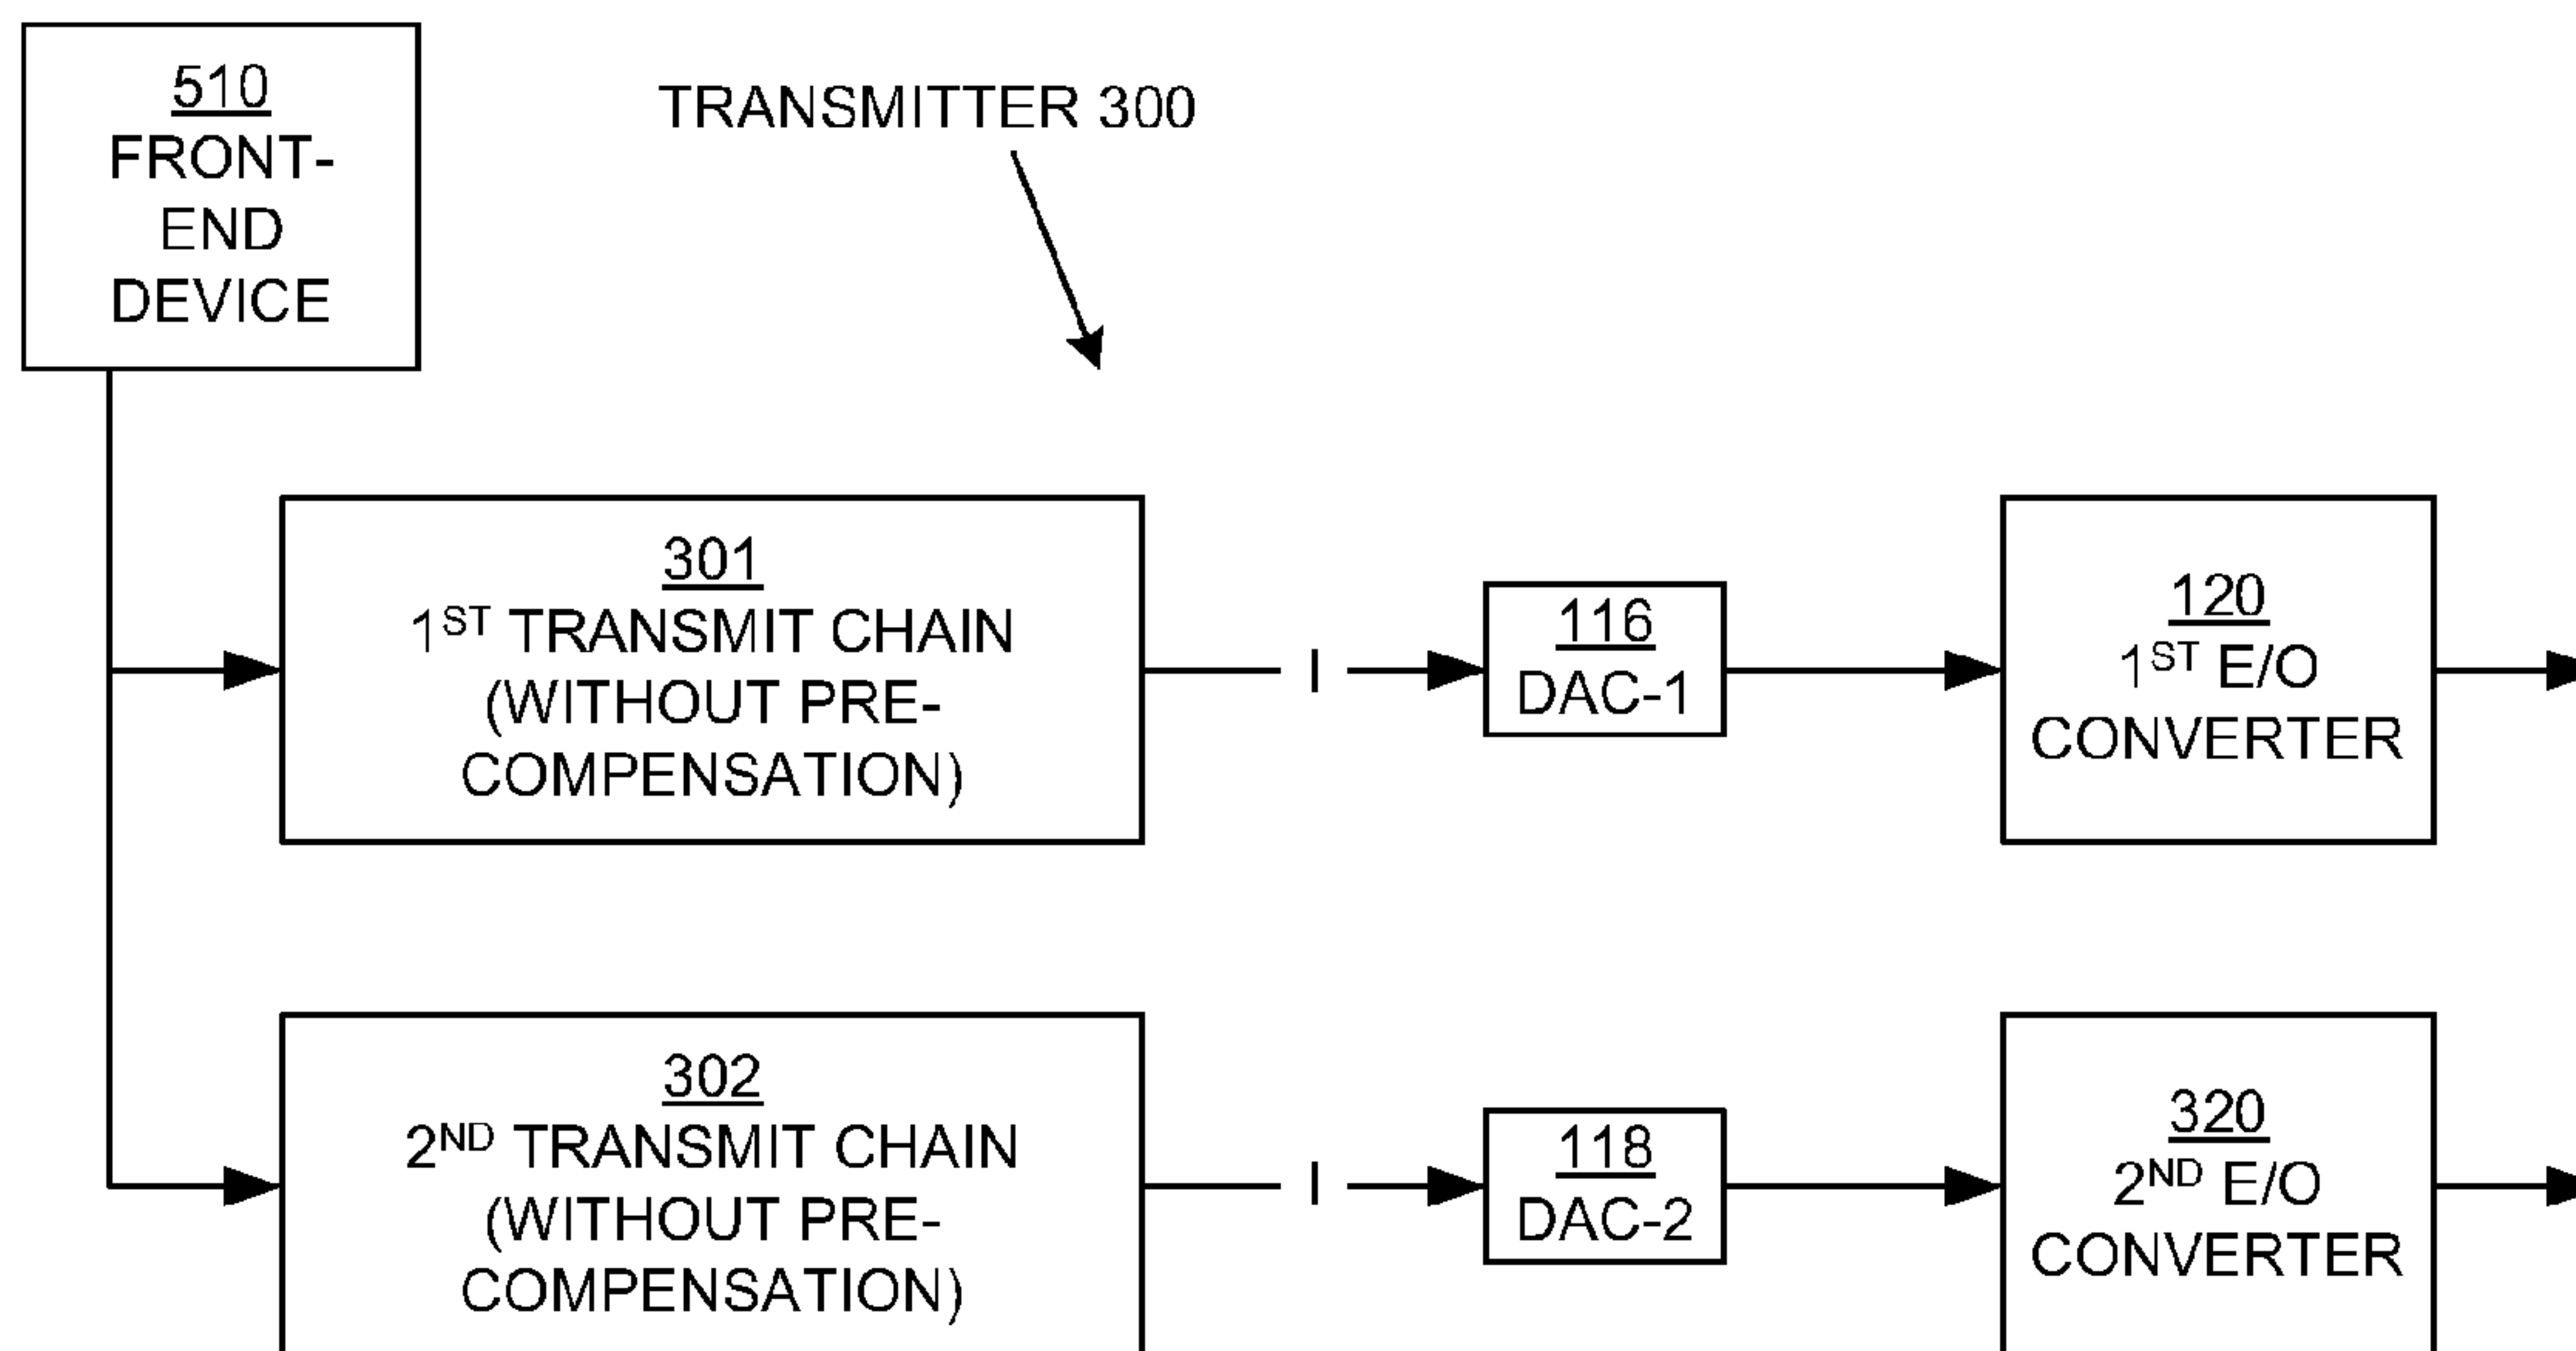 510
FRONT-
END
DEVICE
TRANSMITTER 300
301
1ST TRANSMIT CHAIN
(WITHOUT PRE-
COMPENSATION)
I
116
DAC-1
120
1ST E/O
CONVERTER
302
2ND TRANSMIT CHAIN
(WITHOUT PRE-
COMPENSATION)
I
118
DAC-2
320
2ND E/O
CONVERTER